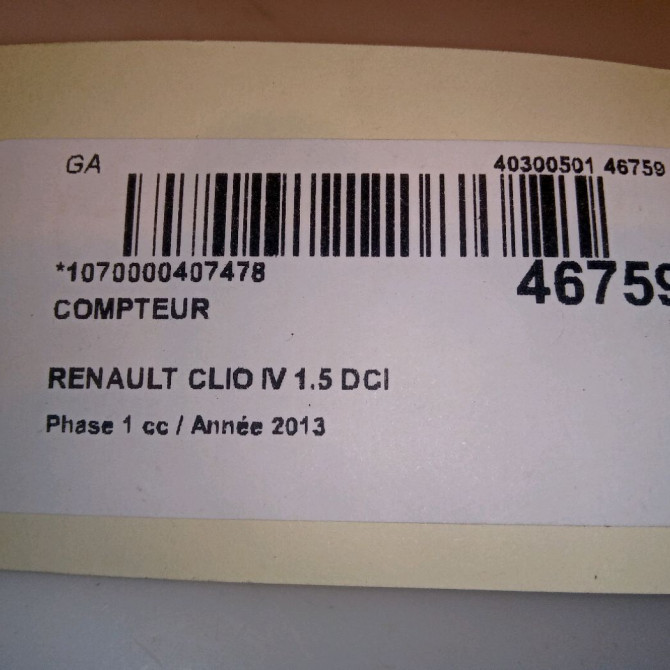 GA
40300501 46759
*1070000407478
46759
COMPTEUR
RENAULT CLIO IV 1.5 DCI
Phase 1 cc / Année 2013